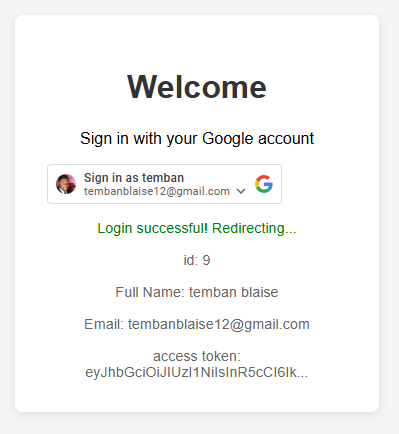 Welcome
Sign in with your Google account
Sign in as temban
tembanblaise12@gmail.com
Login successful! Redirecting...
id: 9
Full Name: temban blaise
Email: tembanblaise12@gmail.com
access token:
eyJhbGciOiJIUzI1NiIsInR5cCI6Ik...